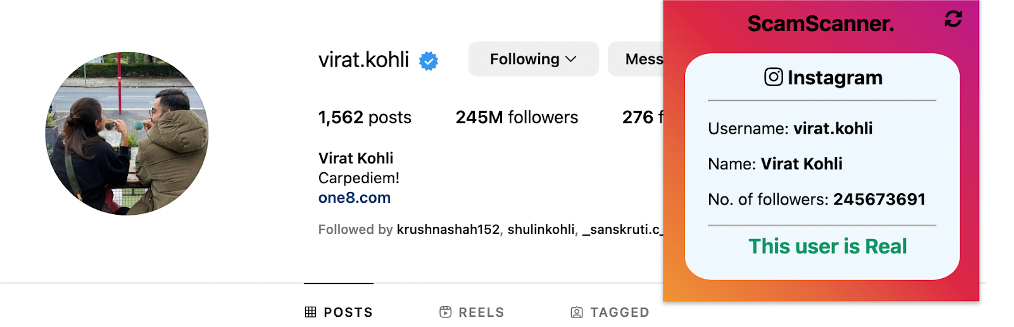 virat.kohli Following Mess
1,562 posts 245M followers 276 f
Virat Kohli
Carpediem!
one8.com
Followed by krushnashah152, shulinkohli, _sanskruti.c_
POSTS REELS TAGGED
ScamScanner.
Instagram
Username: virat.kohli
Name: Virat Kohli
No. of followers: 245673691
This user is Real